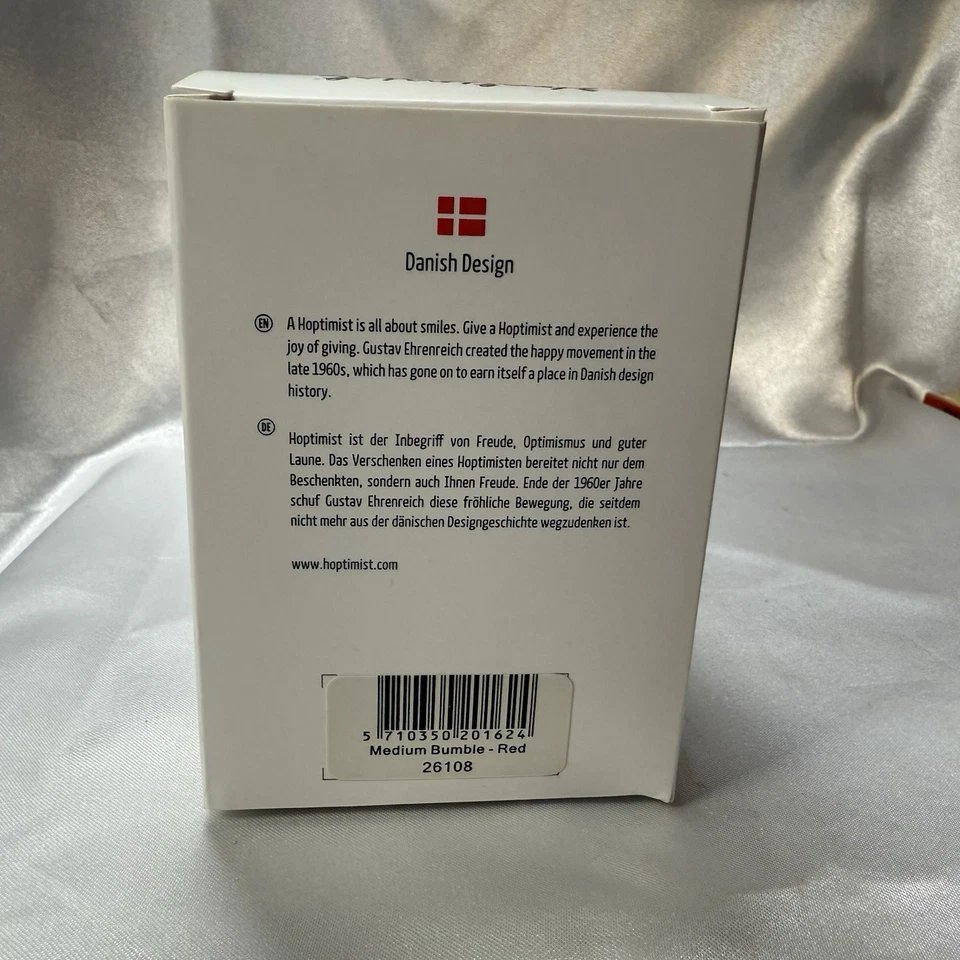 Danish Design
EN
A Hoptimist is all about smiles. Give a Hoptimist and experience the
joy of giving. Gustav Ehrenreich created the happy movement in the
late 1960s, which has gone on to earn itself a place in Danish design
history.
DE
Hoptimist ist der Inbegriff von Freude, Optimismus und guter
Laune. Das Verschenken eines Hoptimisten bereitet nicht nur dem
Beschenkten, sondern auch Ihnen Freude. Ende der 1960er Jahre
schuf Gustav Ehrenreich diese fröhliche Bewegung, die seitdem
nicht mehr aus der dänischen Designgeschichte wegzudenken ist.
www.hoptimist.com
5 710350 201624
Medium Bumble - Red
26108